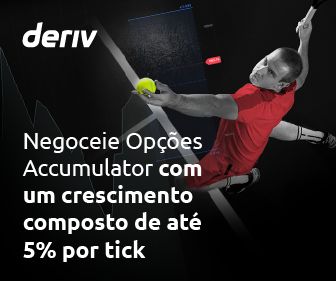 deriv
Negoceie Opções
Accumulator com
um crescimento
composto de até
5% por tick